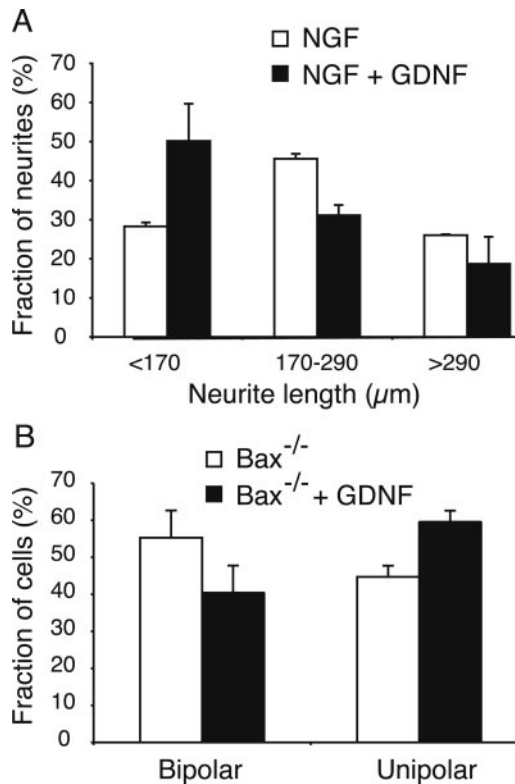 A
NGF
NGF + GDNF
Fraction of neurites (%)
70
60
50
40
30
20
10
0
<170 170-290 >290
Neurite length (µm)
B
Bax-/-
Bax-/- + GDNF
Fraction of cells (%)
70
60
50
40
30
20
10
0
Bipolar Unipolar